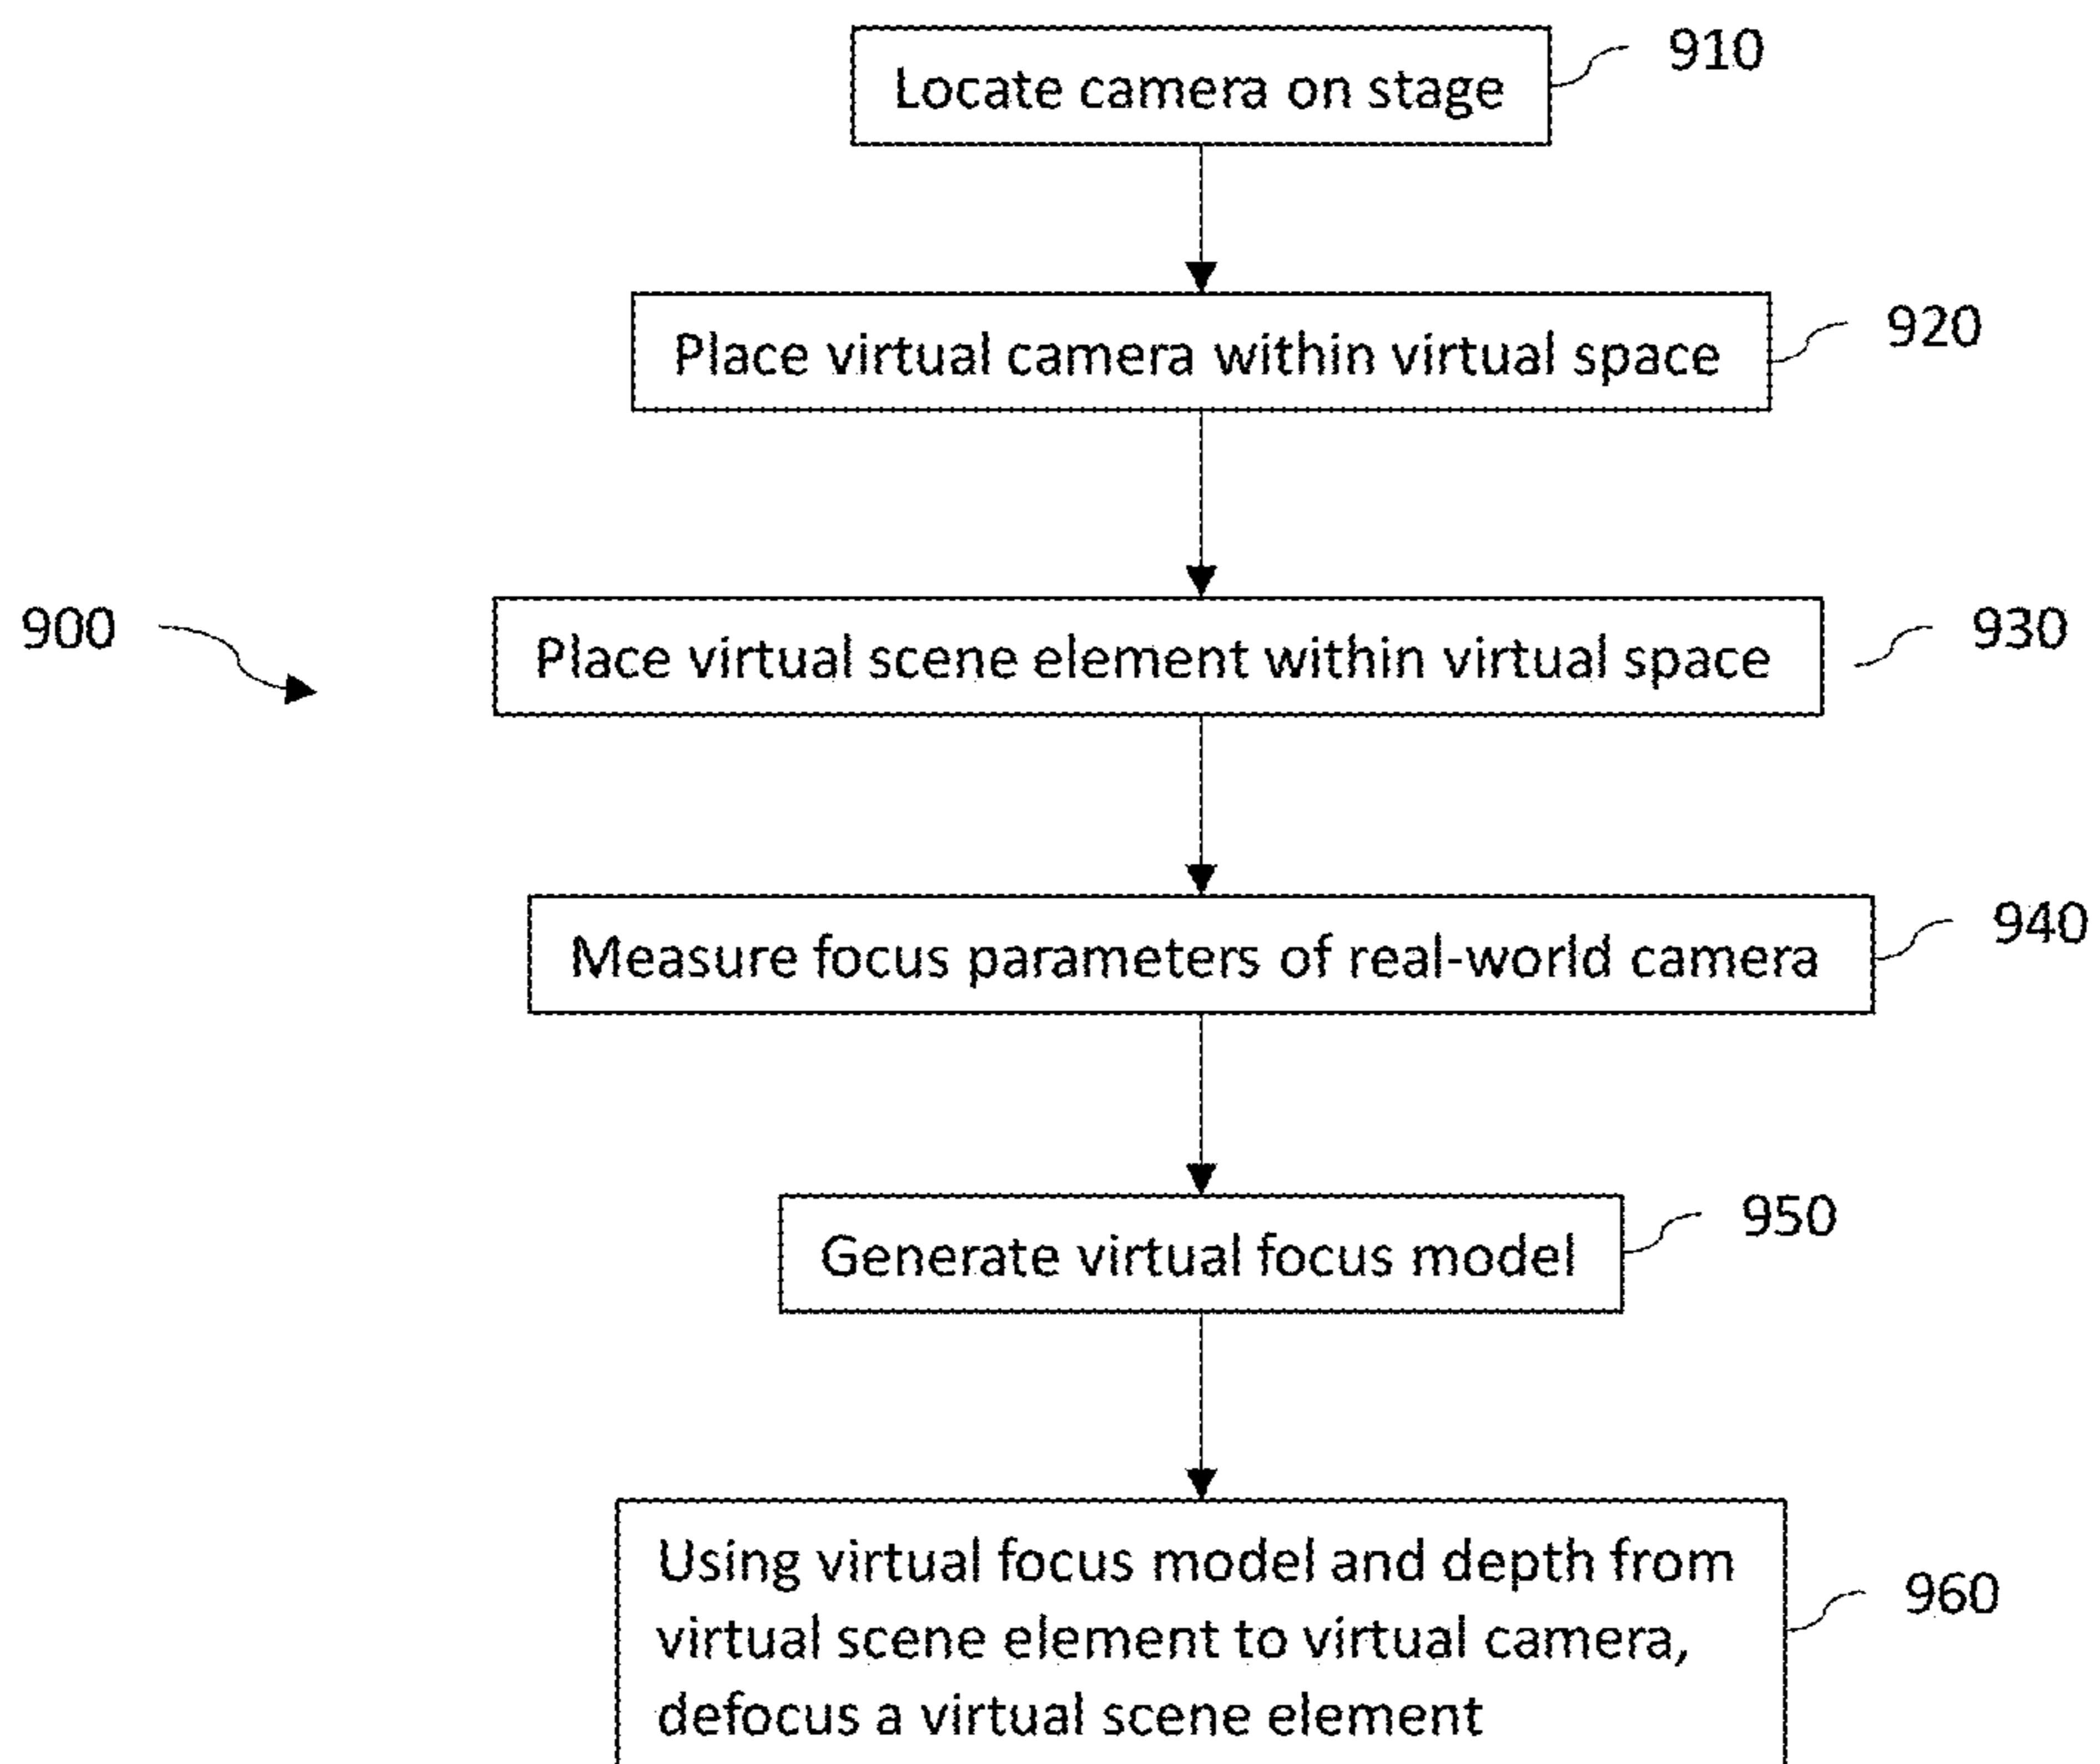 Locate camera on stage
910
Place virtual camera within virtual space
920
900
Place virtual scene element within virtual space
930
Measure focus parameters of real-world camera
940
Generate virtual focus model
950
Using virtual focus model and depth from
virtual scene element to virtual camera,
defocus a virtual scene element
960